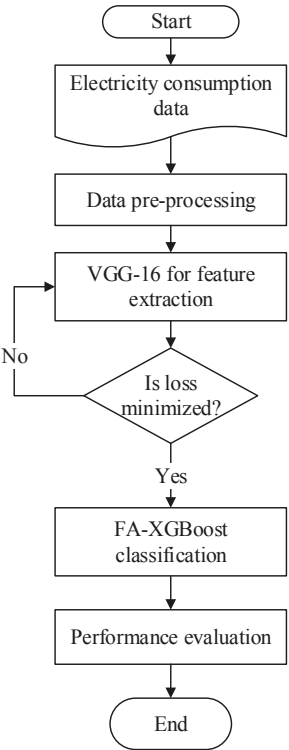 Start
Electricity consumption
data
Data pre-processing
VGG-16 for feature
extraction
No
Is loss
minimized?
Yes
FA-XGBoost
classification
Performance evaluation
End